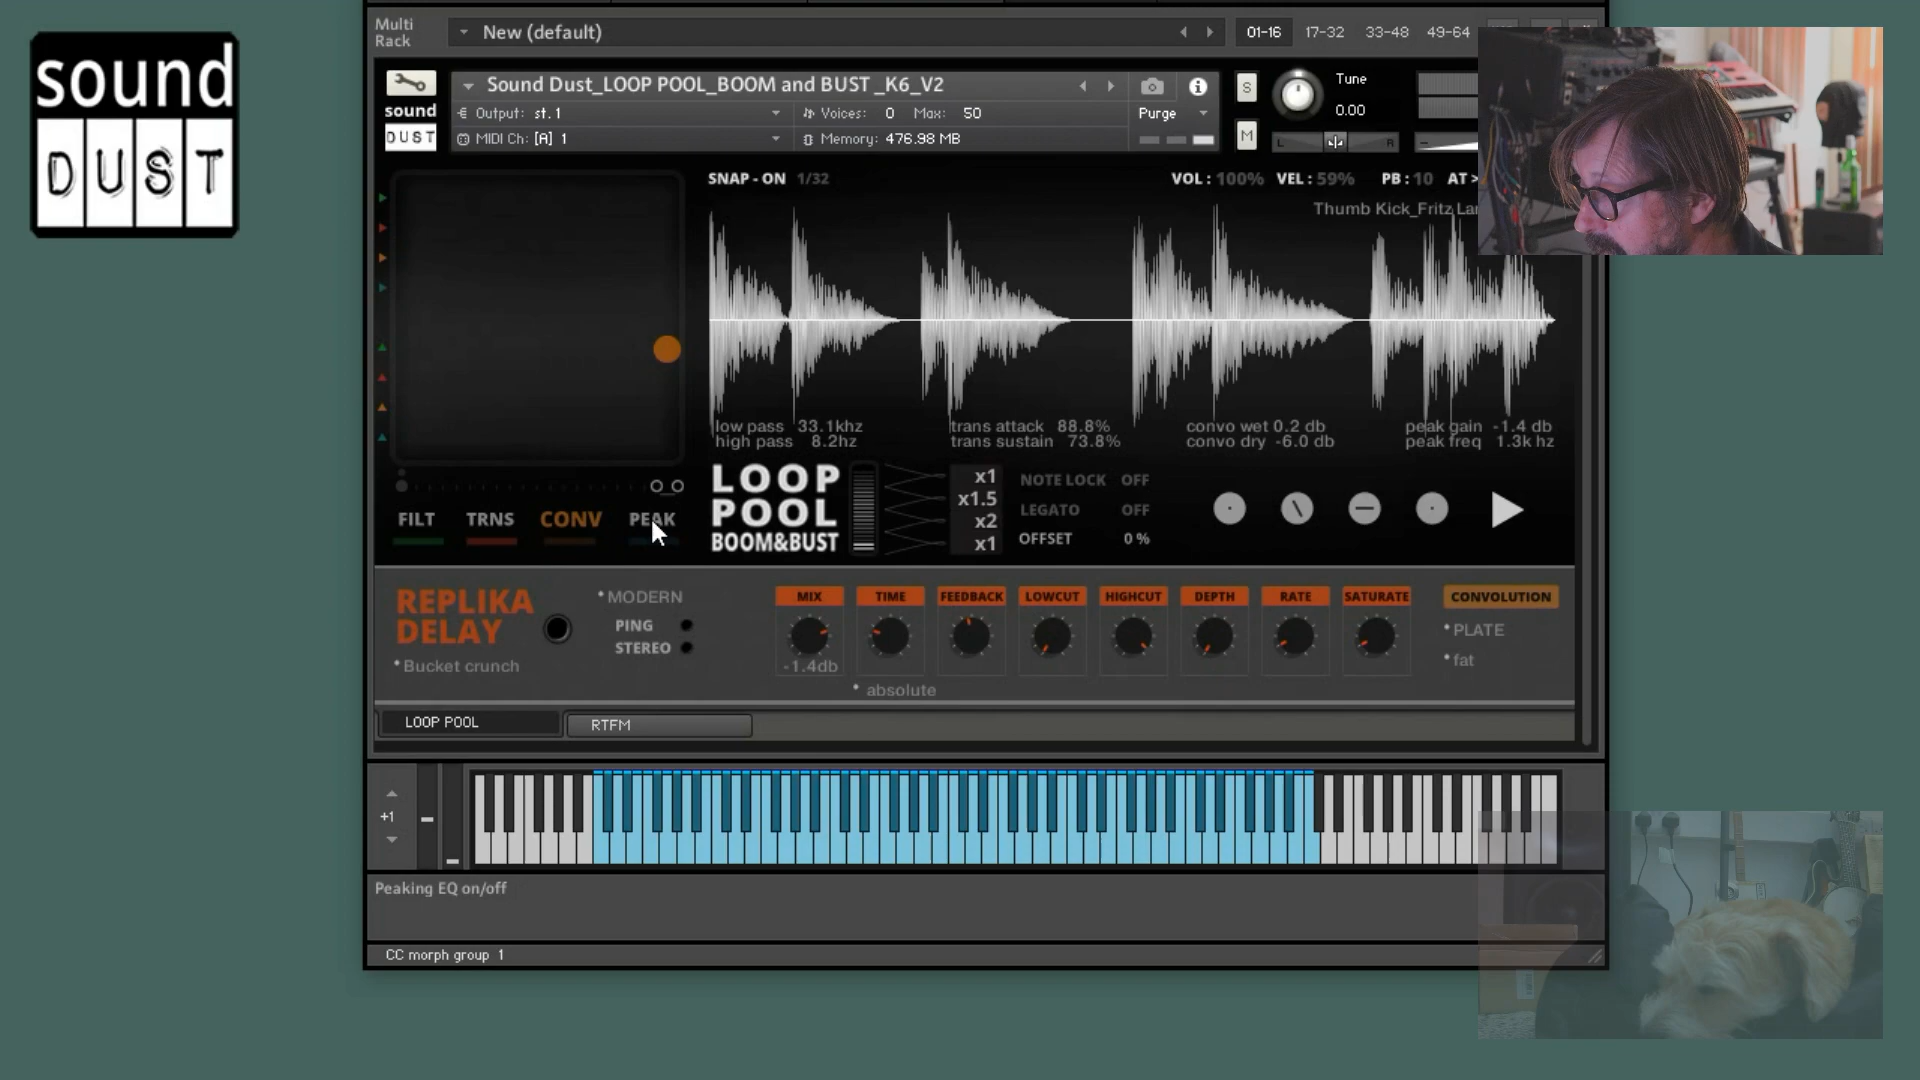 sound
DUST
Multi
Rack
New (default)
01-16 17-32 33-48 49-64
Sound Dust_LOOP POOL_BOOM and BUST _K6_V2
sound
DUST
Output: st.1
Voices: 0 Max: 50
Purge
MIDI Ch: [A] 1
Memory: 476.98 MB
S
M
Tune
0.00
L R
SNAP - ON 1/32
VOL : 100% VEL : 59% PB : 10 AT >
Thumb Kick_Fritz Lan
low pass 33.1khz
high pass 8.2hz
trans attack 88.8%
trans sustain 73.8%
convo wet 0.2 db
convo dry -6.0 db
peak gain -1.4 db
peak freq 1.3k hz
FILT TRNS CONV PEAK
LOOP
POOL
BOOM&BUST
x1
x1.5
x2
x1
NOTE LOCK OFF
LEGATO OFF
OFFSET 0 %
REPLIKA
DELAY
* Bucket crunch
* MODERN
PING
STEREO
MIX TIME FEEDBACK LOWCUT HIGHCUT DEPTH RATE SATURATE
-1.4db
* absolute
CONVOLUTION
* PLATE
* fat
LOOP POOL
RTFM
+1
Peaking EQ on/off
CC morph group 1